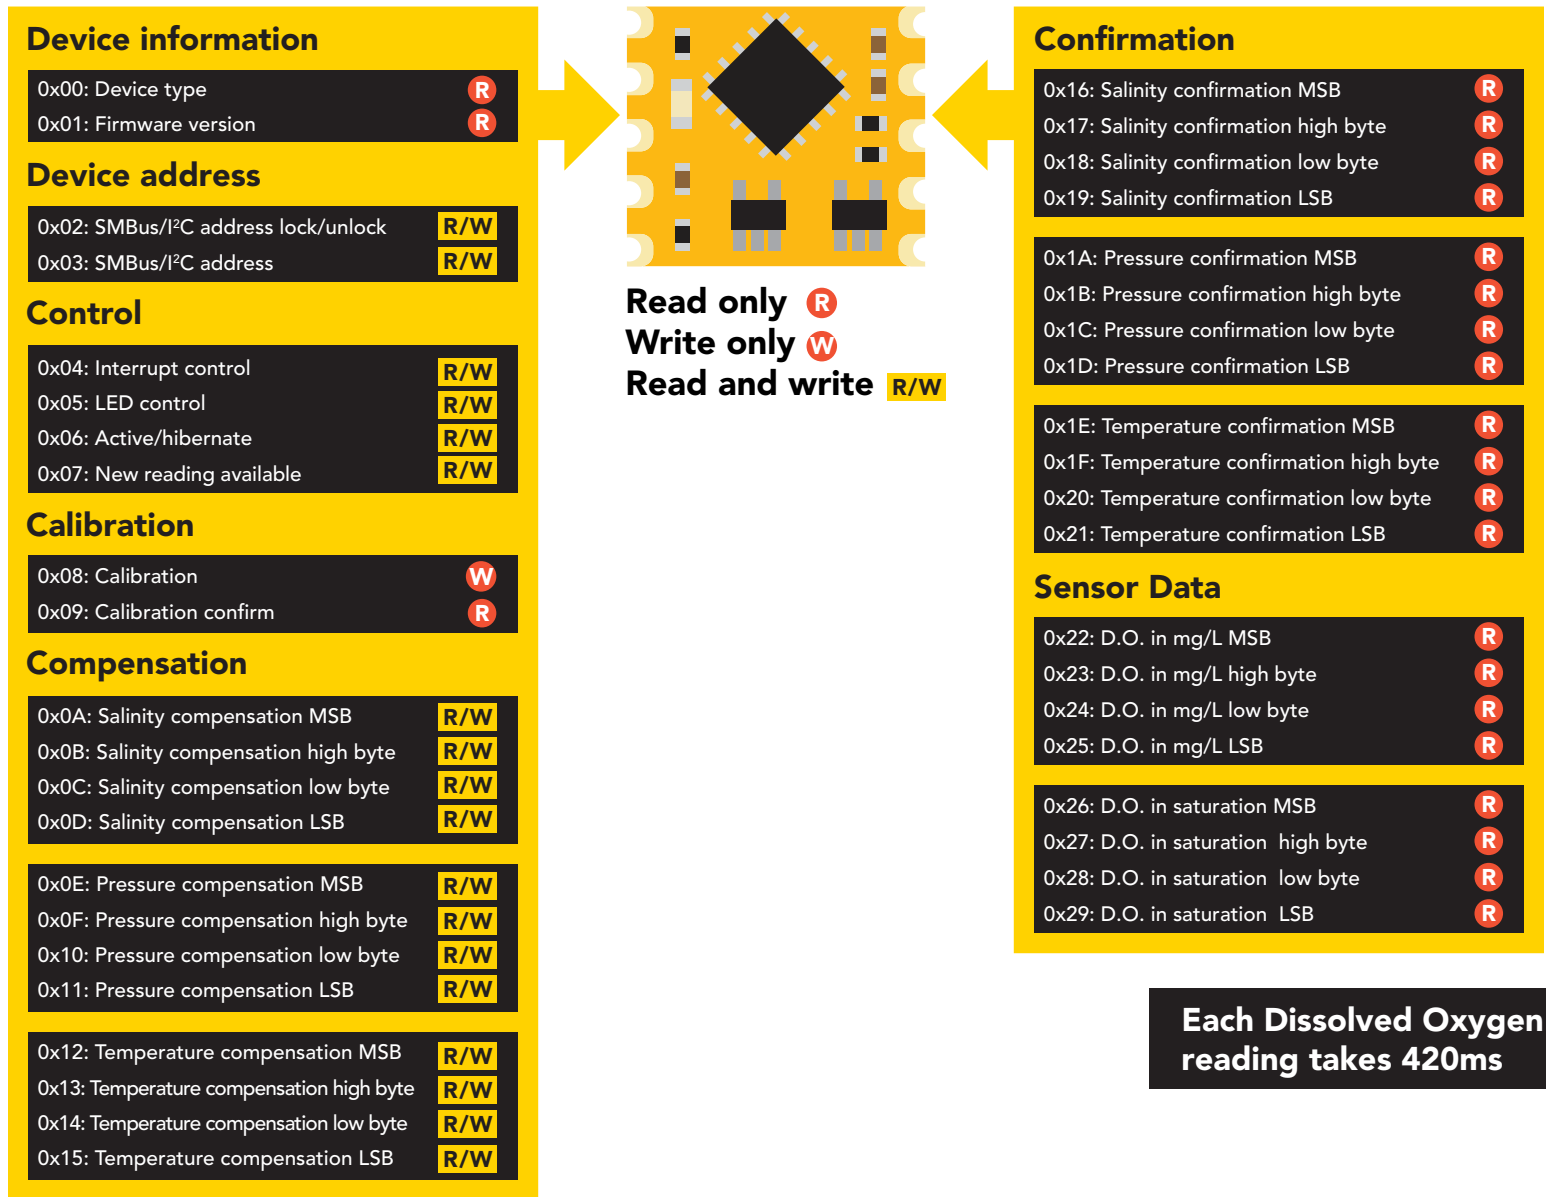 Device information
0x00: Device type R
0x01: Firmware version R
Device address
0x02: SMBus/I²C address lock/unlock R/W
0x03: SMBus/I²C address R/W
Control
0x04: Interrupt control R/W
0x05: LED control R/W
0x06: Active/hibernate R/W
0x07: New reading available R/W
Calibration
0x08: Calibration W
0x09: Calibration confirm R
Compensation
0x0A: Salinity compensation MSB R/W
0x0B: Salinity compensation high byte R/W
0x0C: Salinity compensation low byte R/W
0x0D: Salinity compensation LSB R/W
0x0E: Pressure compensation MSB R/W
0x0F: Pressure compensation high byte R/W
0x10: Pressure compensation low byte R/W
0x11: Pressure compensation LSB R/W
0x12: Temperature compensation MSB R/W
0x13: Temperature compensation high byte R/W
0x14: Temperature compensation low byte R/W
0x15: Temperature compensation LSB R/W
Read only R
Write only W
Read and write R/W
Confirmation
0x16: Salinity confirmation MSB R
0x17: Salinity confirmation high byte R
0x18: Salinity confirmation low byte R
0x19: Salinity confirmation LSB R
0x1A: Pressure confirmation MSB R
0x1B: Pressure confirmation high byte R
0x1C: Pressure confirmation low byte R
0x1D: Pressure confirmation LSB R
0x1E: Temperature confirmation MSB R
0x1F: Temperature confirmation high byte R
0x20: Temperature confirmation low byte R
0x21: Temperature confirmation LSB R
Sensor Data
0x22: D.O. in mg/L MSB R
0x23: D.O. in mg/L high byte R
0x24: D.O. in mg/L low byte R
0x25: D.O. in mg/L LSB R
0x26: D.O. in saturation MSB R
0x27: D.O. in saturation high byte R
0x28: D.O. in saturation low byte R
0x29: D.O. in saturation LSB R
Each Dissolved Oxygen
reading takes 420ms